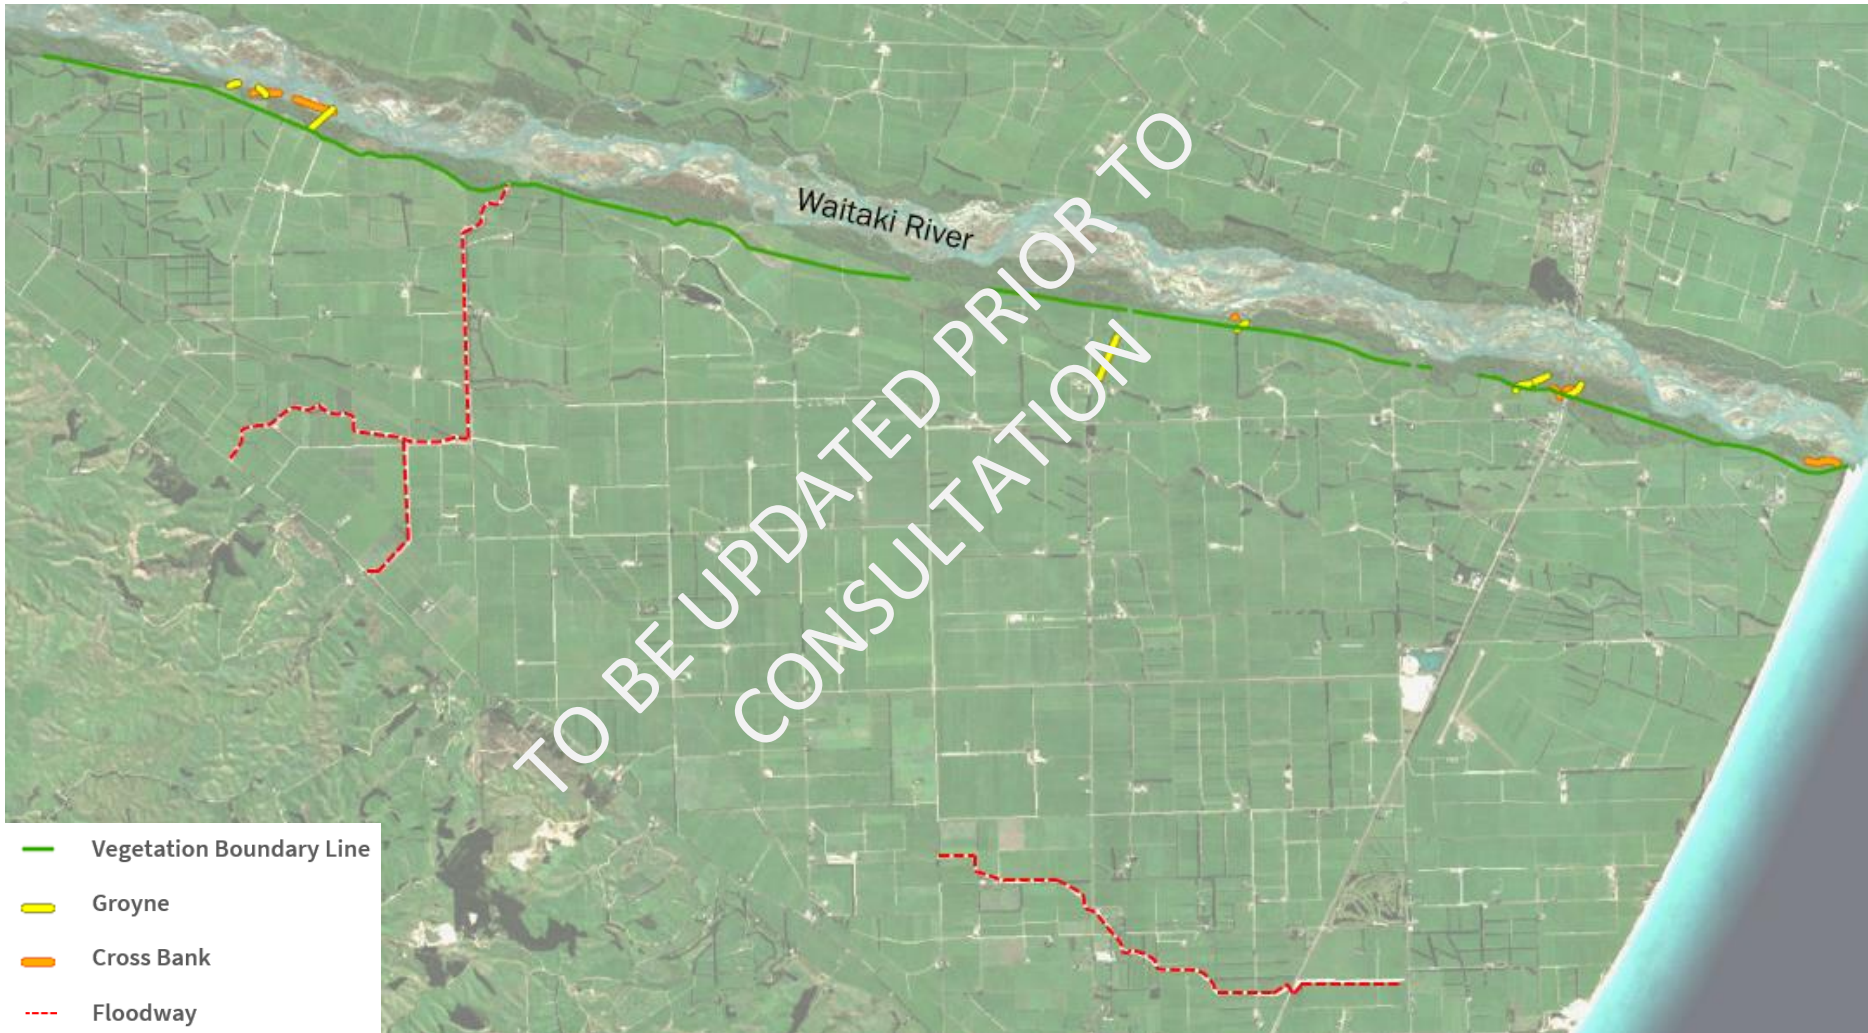 Waitaki River
TO BE UPDATED PRIOR TO
CONSULTATION
Vegetation Boundary Line
Groyne
Cross Bank
Floodway